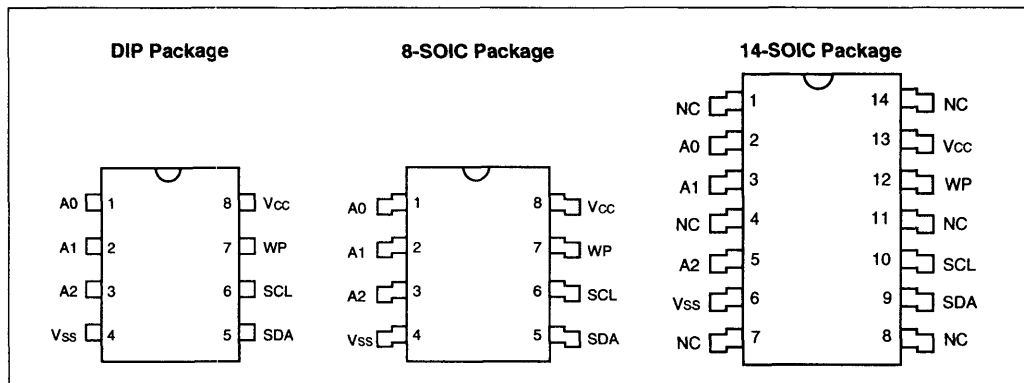 DIP Package
A0 1 8 Vcc
A1 2 7 WP
A2 3 6 SCL
Vss 4 5 SDA
8-SOIC Package
A0 1 8 Vcc
A1 2 7 WP
A2 3 6 SCL
Vss 4 5 SDA
14-SOIC Package
NC 1 14 NC
A0 2 13 Vcc
A1 3 12 WP
NC 4 11 NC
A2 5 10 SCL
Vss 6 9 SDA
NC 7 8 NC